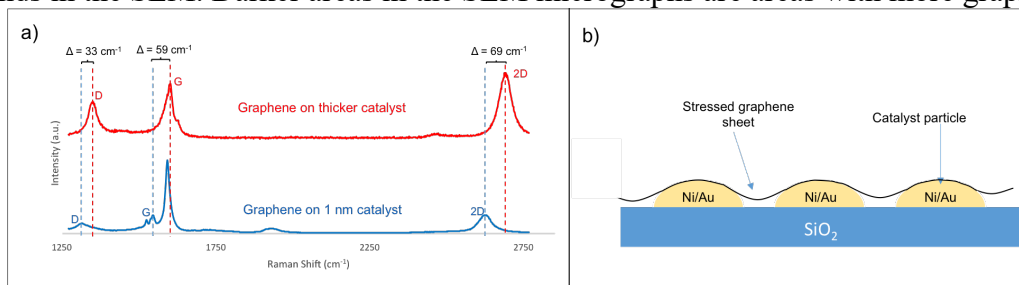 a)
Δ = 33 cm⁻¹
Δ = 59 cm⁻¹
Δ = 69 cm⁻¹
D
G
2D
Graphene on thicker catalyst
Intensity (a.u.)
D
G
2D
Graphene on 1 nm catalyst
1250
1750
2250
2750
Raman Shift (cm⁻¹)
b)
Stressed graphene
sheet
Catalyst particle
Ni/Au
Ni/Au
Ni/Au
SiO₂